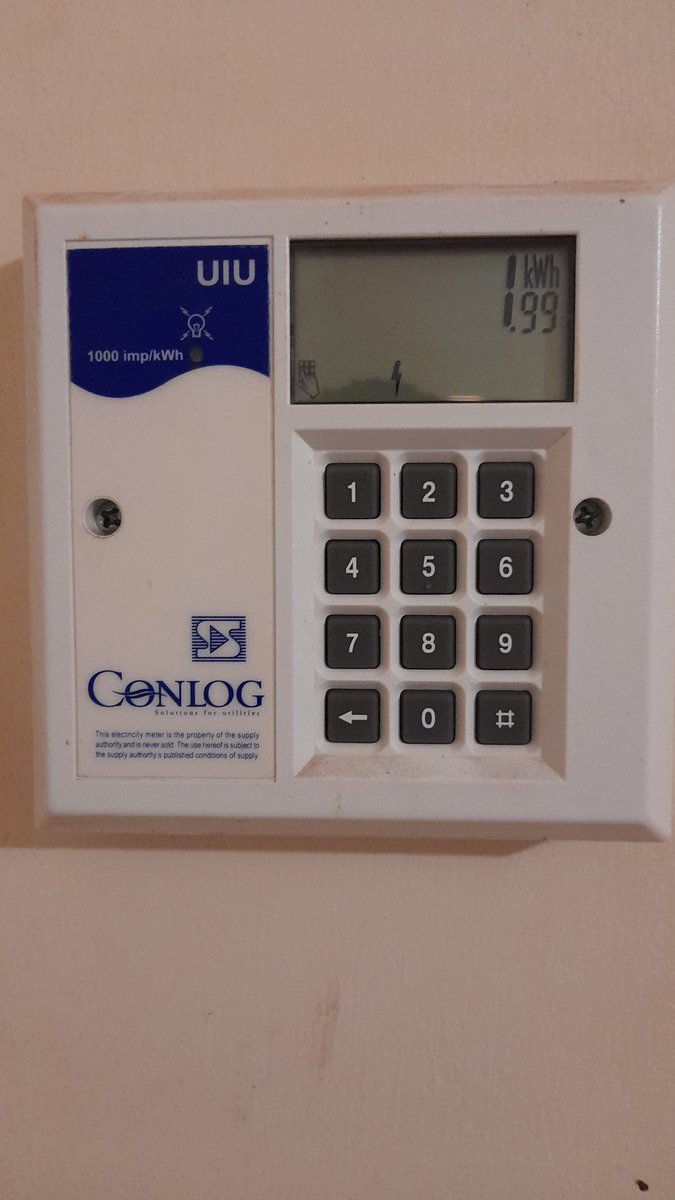 UIU
1000 imp/kWh
1 kWh
1.99
1 2 3
4 5 6
7 8 9
← 0 #
CONLOG
Solutions for utilities
This electricity meter is the property of the supply
authority and is never sold. The use hereof is subject to
the supply authority's published conditions of supply.